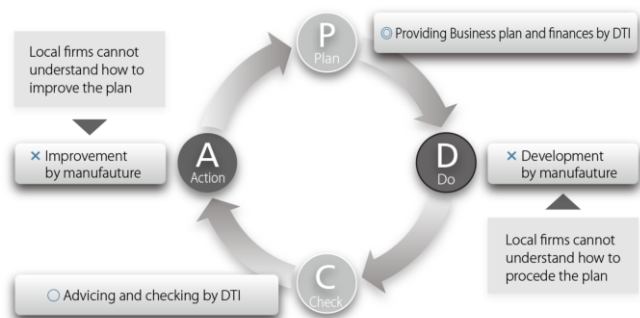 P
Plan
◎ Providing Business plan and finances by DTI
Local firms cannot
understand how to
improve the plan
× Improvement
by manufauture
A
Action
D
Do
× Development
by manufauture
Local firms cannot
understand how to
procede the plan
○ Advicing and checking by DTI
C
Check